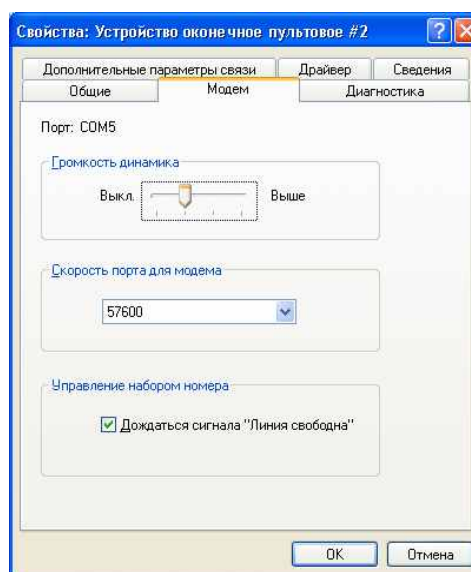 Свойства: Устройство оконечное пультовое #2
Дополнительные параметры связи Драйвер Сведения
Общие Модем Диагностика
Порт: COM5
Громкость динамика
Выкл. Выше
Скорость порта для модема
57600
Управление набором номера
Дождаться сигнала "Линия свободна"
OK Отмена